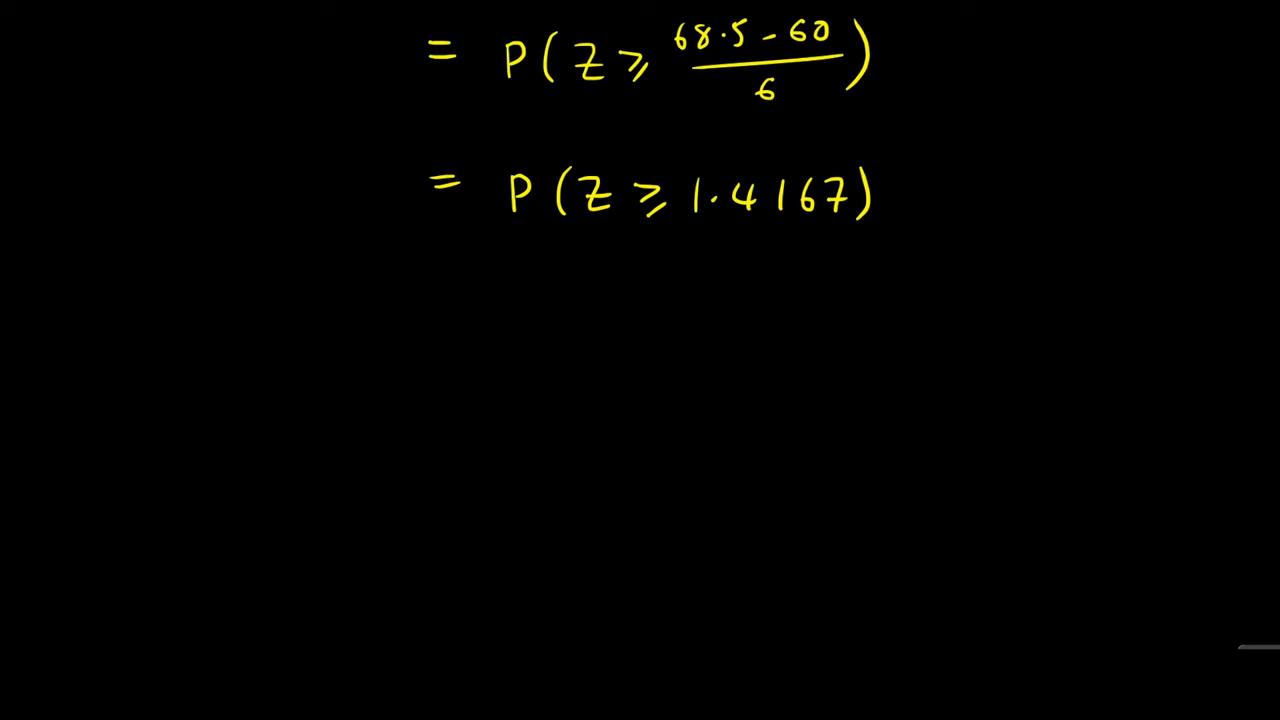 = P(Z ≥ (68.5 - 60)/6)
= P(Z ≥ 1.4167)